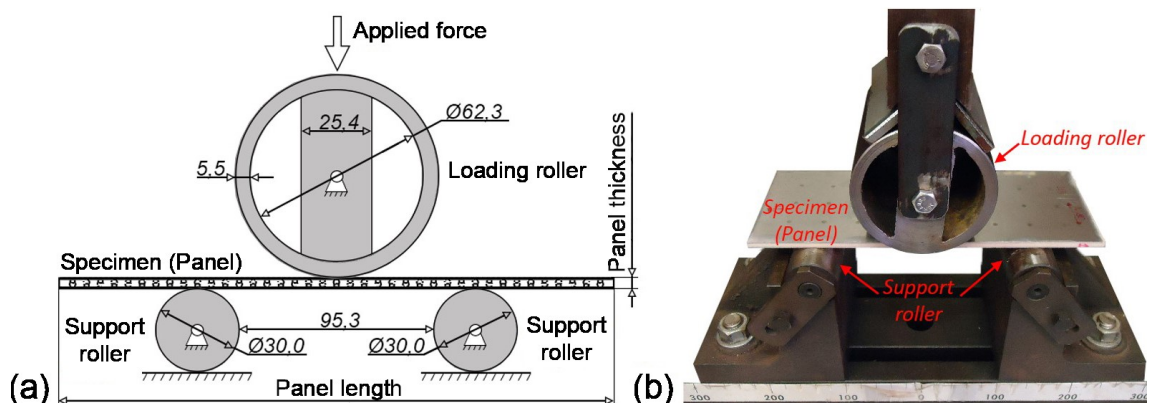 Applied force
Ø62,3
25,4
5,5
Loading roller
Panel thickness
Specimen (Panel)
Support
roller
95,3
Support
roller
Ø30,0
Ø30,0
Panel length
(a)
Loading roller
Specimen
(Panel)
Support
roller
300
200
100
0
100
200
300
(b)